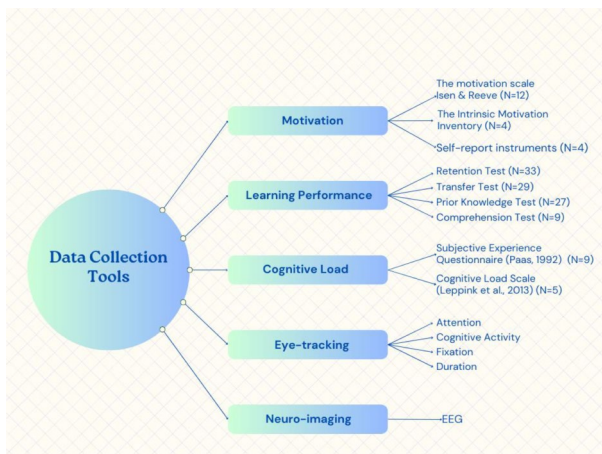 Data Collection
Tools
Motivation
The motivation scale
Isen & Reeve (N=12)
The Intrinsic Motivation
Inventory (N=4)
Self-report instruments (N=4)
Learning Performance
Retention Test (N=33)
Transfer Test (N=29)
Prior Knowledge Test (N=27)
Comprehension Test (N=9)
Cognitive Load
Subjective Experience
Questionnaire (Paas, 1992) (N=9)
Cognitive Load Scale
(Leppink et al., 2013) (N=5)
Eye-tracking
Attention
Cognitive Activity
Fixation
Duration
Neuro-imaging
EEG